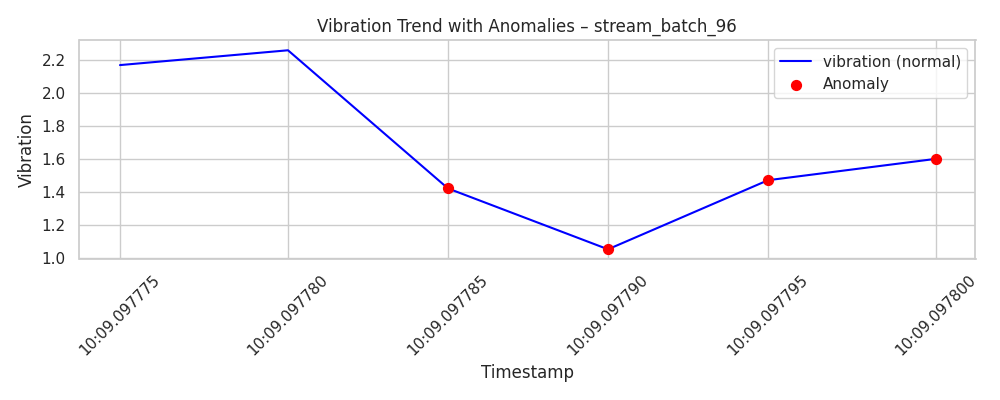 Vibration Trend with Anomalies – stream_batch_96
vibration (normal)
Anomaly
Vibration
2.2
2.0
1.8
1.6
1.4
1.2
1.0
10:09.097775
10:09.097780
10:09.097785
10:09.097790
10:09.097795
10:09.097800
Timestamp